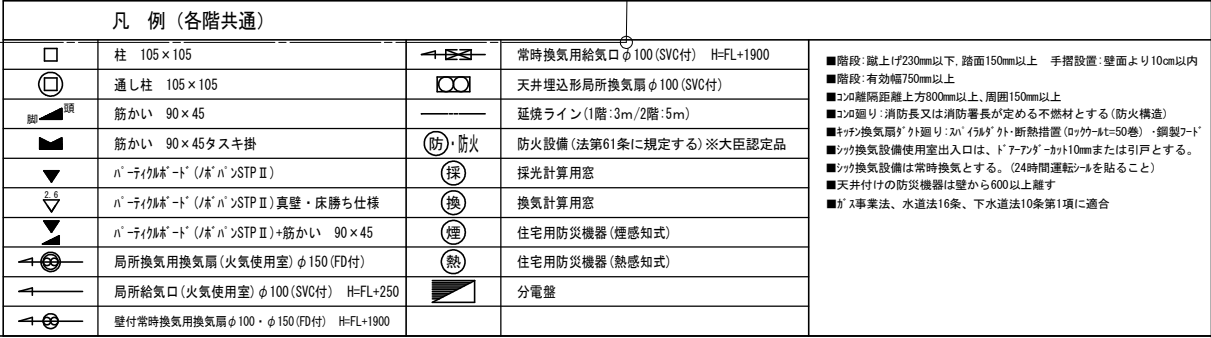 凡 例 (各階共通)
柱 105×105
通し柱 105×105
脚 頭 筋かい 90×45
筋かい 90×45タスキ掛
ﾊﾟｰﾃｨｸﾙﾎﾞｰﾄﾞ(ﾉﾎﾞﾊﾟﾝSTPⅡ)
2.6 ﾊﾟｰﾃｨｸﾙﾎﾞｰﾄﾞ(ﾉﾎﾞﾊﾟﾝSTPⅡ)真壁・床勝ち仕様
ﾊﾟｰﾃｨｸﾙﾎﾞｰﾄﾞ(ﾉﾎﾞﾊﾟﾝSTPⅡ)+筋かい 90×45
局所換気用換気扇(火気使用室)φ150(FD付)
局所給気口(火気使用室)φ100(SVC付) H=FL+250
壁付常時換気用換気扇φ100・φ150(FD付) H=FL+1900
常時換気用給気口φ100(SVC付) H=FL+1900
天井埋込形局所換気扇φ100(SVC付)
延焼ライン(1階:3m/2階:5m)
防・防火 防火設備(法第61条に規定する)※大臣認定品
採 採光計算用窓
換 換気計算用窓
煙 住宅用防災機器(煙感知式)
熱 住宅用防災機器(熱感知式)
分電盤
■階段:蹴上げ230mm以下,踏面150mm以上 手摺設置:壁面より10cm以内
■階段:有効幅750mm以上
■ｺﾝﾛ離隔距離上方800mm以上、周囲150mm以上
■ｺﾝﾛ廻り:消防長又は消防署長が定める不燃材とする(防火構造)
■ｷｯﾁﾝ換気扇ﾀﾞｸﾄ廻り:ｽﾊﾟｲﾗﾙﾀﾞｸﾄ・断熱措置(ﾛｯｸｳｰﾙt=50巻)・鋼製ﾌｰﾄﾞ
■ｼｯｸ換気設備使用室出入口は、ﾄﾞｱｰｱﾝﾀﾞｰｶｯﾄ10mmまたは引戸とする。
■ｼｯｸ換気設備は常時換気とする。(24時間運転ｼｰﾙを貼ること)
■天井付けの防災機器は壁から600以上離す
■ｶﾞｽ事業法、水道法16条、下水道法10条第1項に適合